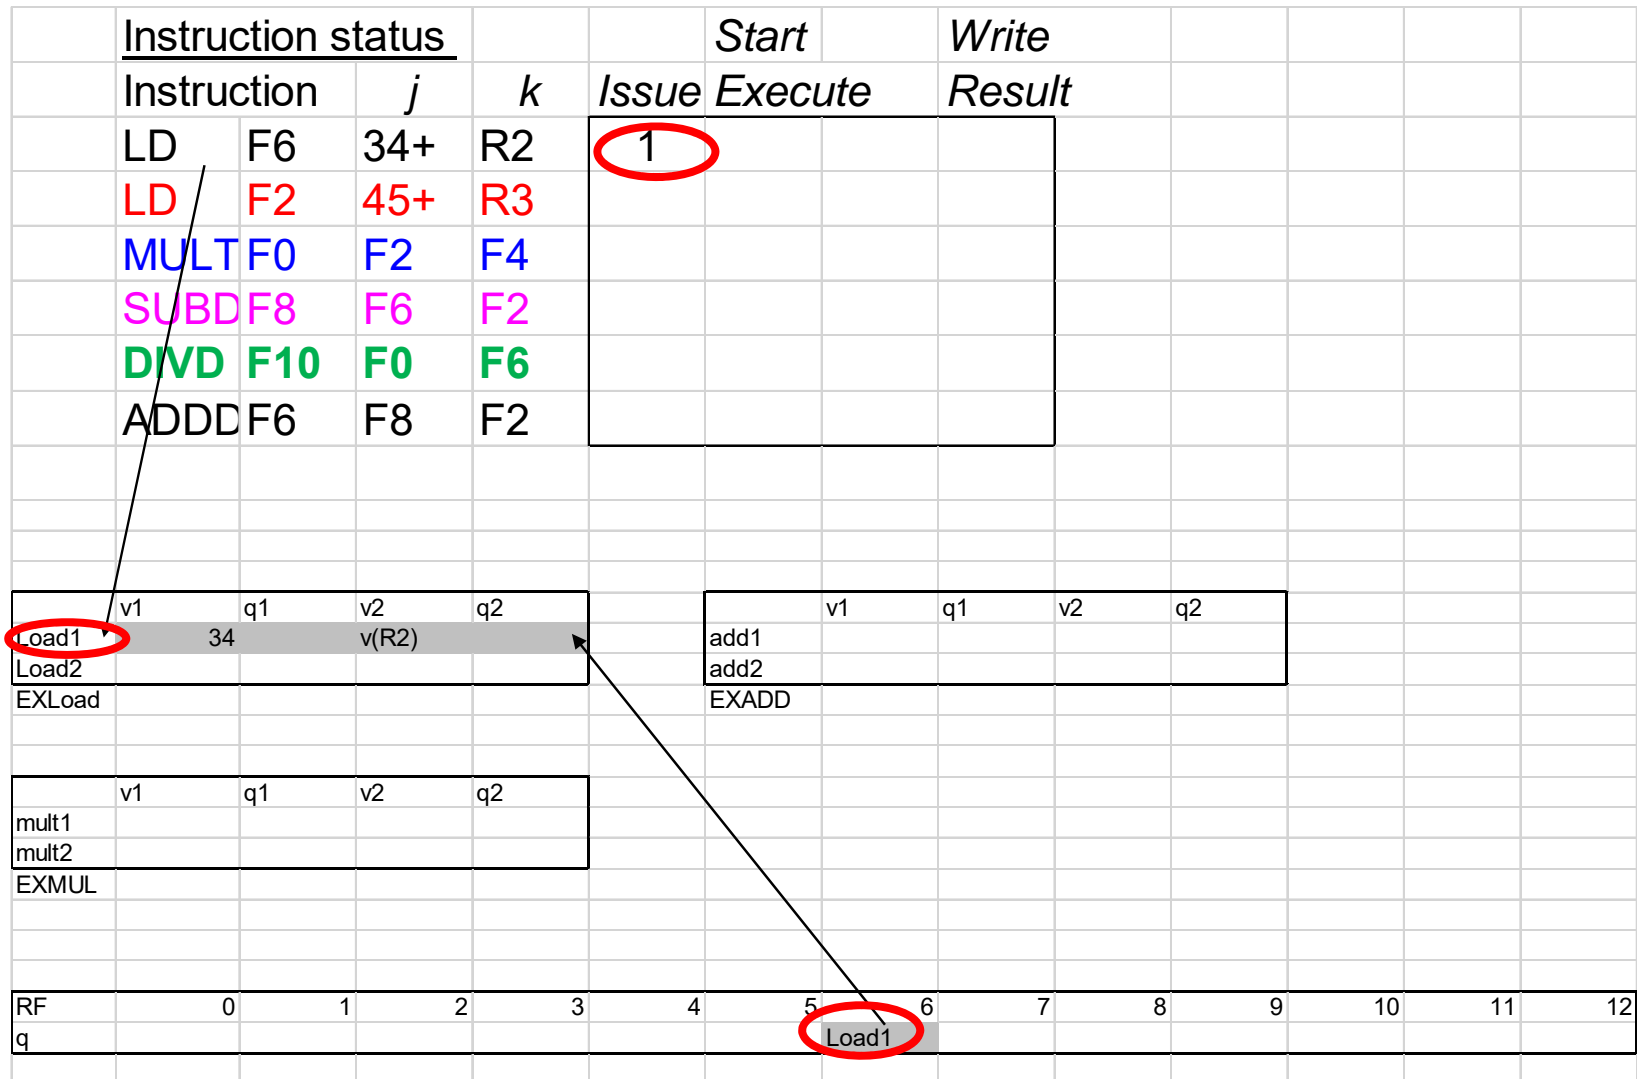 Instruction status Start Write
Instruction j k Issue Execute Result
LD F6 34+ R2 1
LD F2 45+ R3
MULT F0 F2 F4
SUBD F8 F6 F2
DIVD F10 F0 F6
ADDD F6 F8 F2
v1 q1 v2 q2 v1 q1 v2 q2
Load1 34 v(R2) add1
Load2 add2
EXLoad EXADD
v1 q1 v2 q2
mult1
mult2
EXMUL
RF 0 1 2 3 4 5 6 7 8 9 10 11 12
q Load1